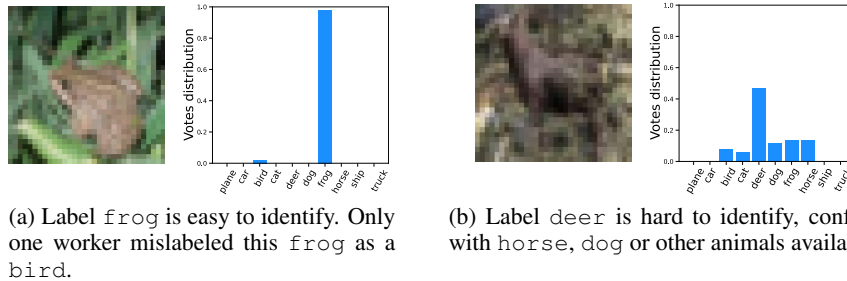 Votes distribution
1.0
0.8
0.6
0.4
0.2
0.0
plane
car
bird
cat
deer
dog
frog
horse
ship
truck
(a) Label frog is easy to identify. Only
one worker mislabeled this frog as a
bird.
Votes distribution
1.0
0.8
0.6
0.4
0.2
0.0
plane
car
bird
cat
deer
dog
frog
horse
ship
truck
(b) Label deer is hard to identify, conf
with horse, dog or other animals availa